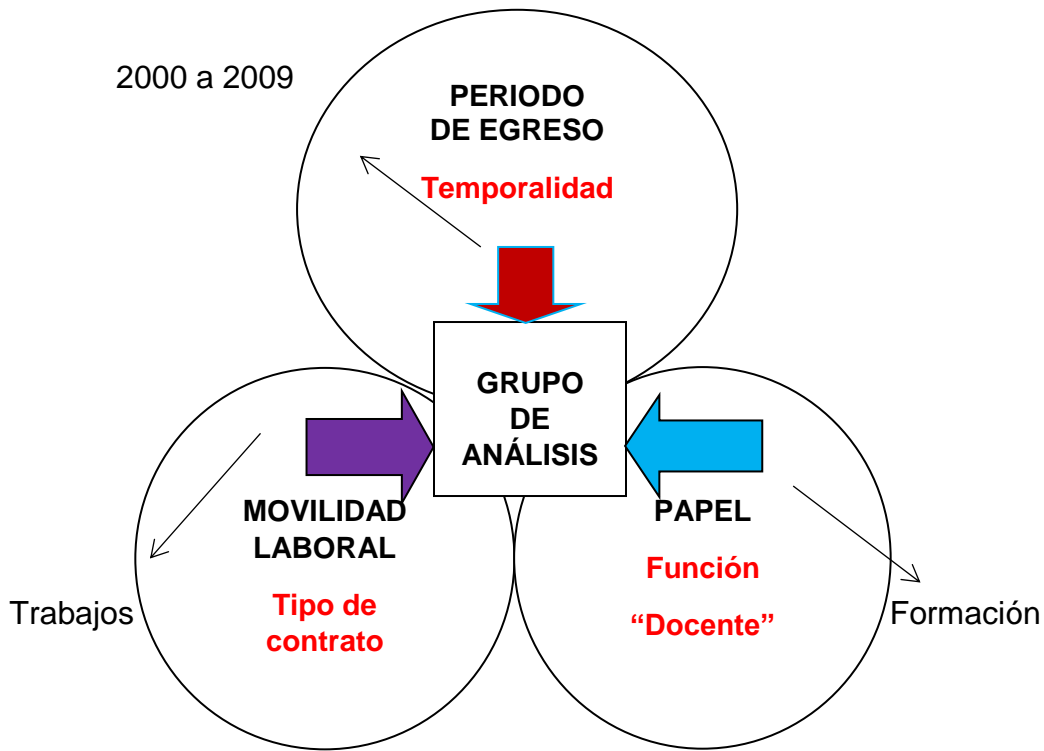 2000 a 2009
PERIODO
DE EGRESO
Temporalidad
GRUPO
DE
ANÁLISIS
MOVILIDAD
LABORAL
Tipo de
contrato
Trabajos
PAPEL
Función
“Docente”
Formación